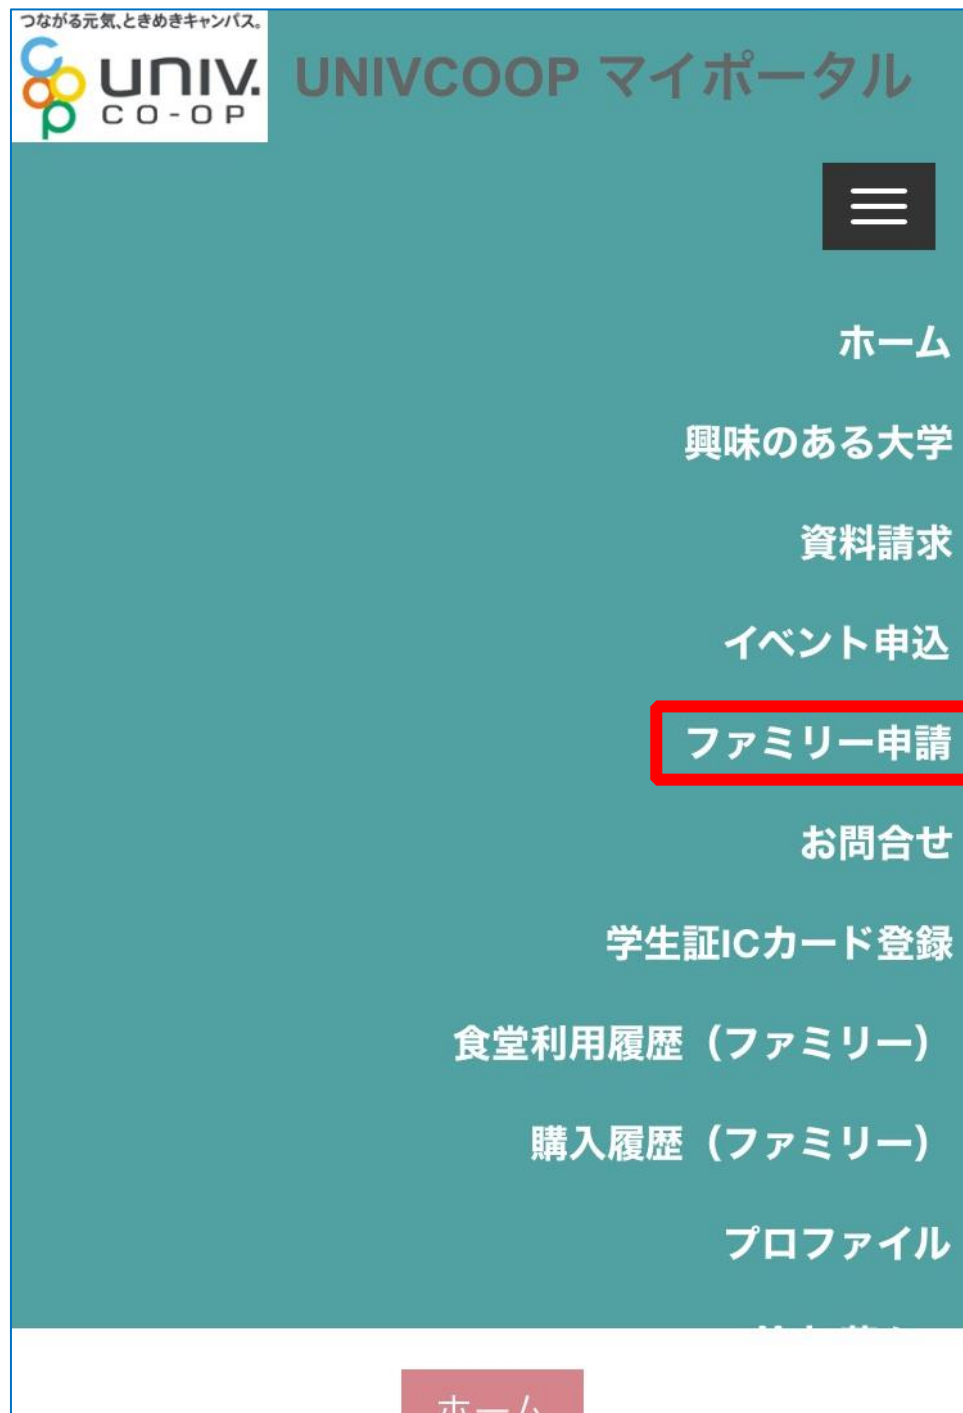 つながる元気、ときめきキャンパス。
UNIV.
CO-OP
UNIVCOOP マイポータル
ホーム
興味のある大学
資料請求
イベント申込
ファミリー申請
お問合せ
学生証ICカード登録
食堂利用履歴（ファミリー）
購入履歴（ファミリー）
プロファイル
ホーム